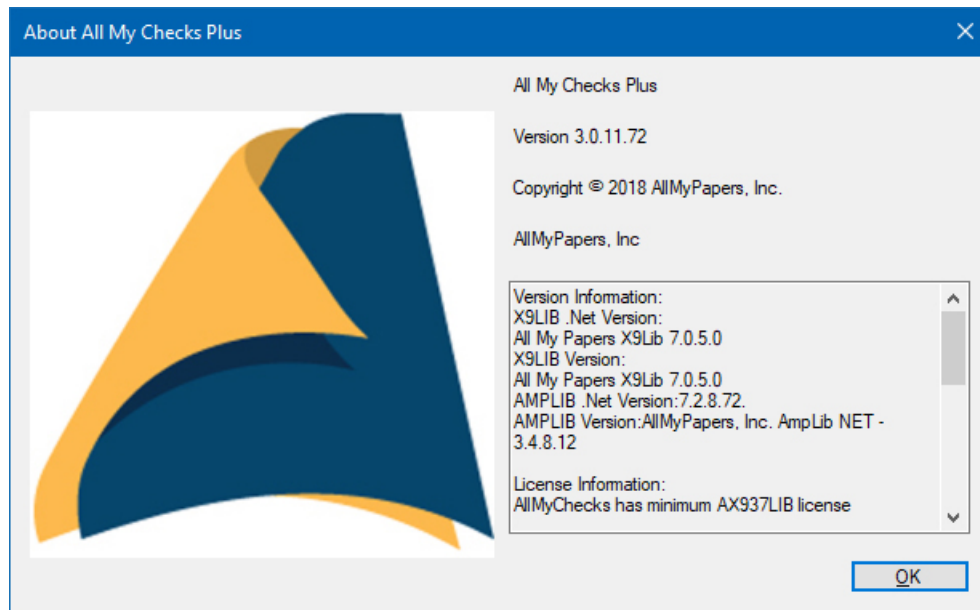 About All My Checks Plus
All My Checks Plus
Version 3.0.11.72
Copyright © 2018 AllMyPapers, Inc.
AllMyPapers, Inc
Version Information:
X9LIB .Net Version:
All My Papers X9Lib 7.0.5.0
X9LIB Version:
All My Papers X9Lib 7.0.5.0
AMPLIB .Net Version:7.2.8.72.
AMPLIB Version:AllMyPapers, Inc. AmpLib NET -
3.4.8.12
License Information:
AllMyChecks has minimum AX937LIB license
OK